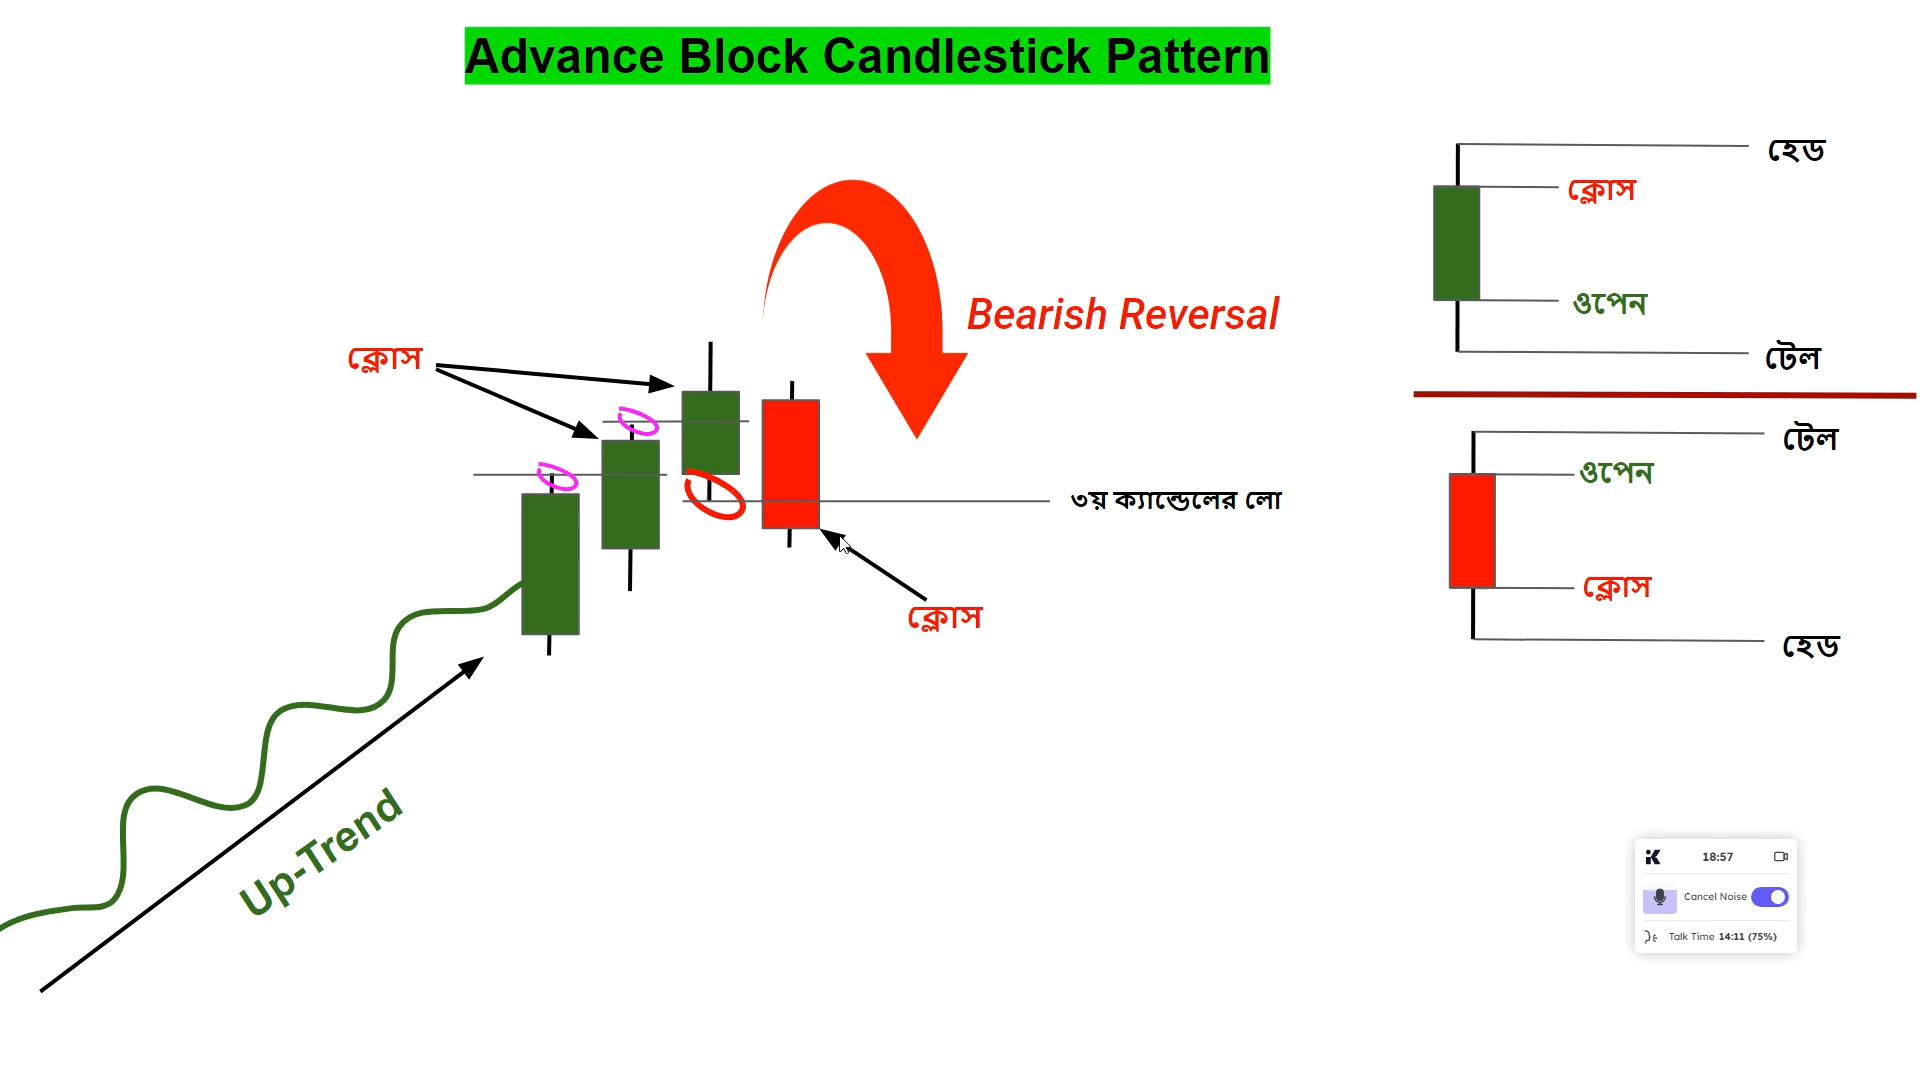 Advance Block Candlestick Pattern
হেড
ক্লোস
ওপেন
টেল
Bearish Reversal
ক্লোস
টেল
ওপেন
৩য় ক্যান্ডেলের লো
ক্লোস
হেড
ক্লোস
Up-Trend
18:57
Cancel Noise
Talk Time 14:11 (75%)